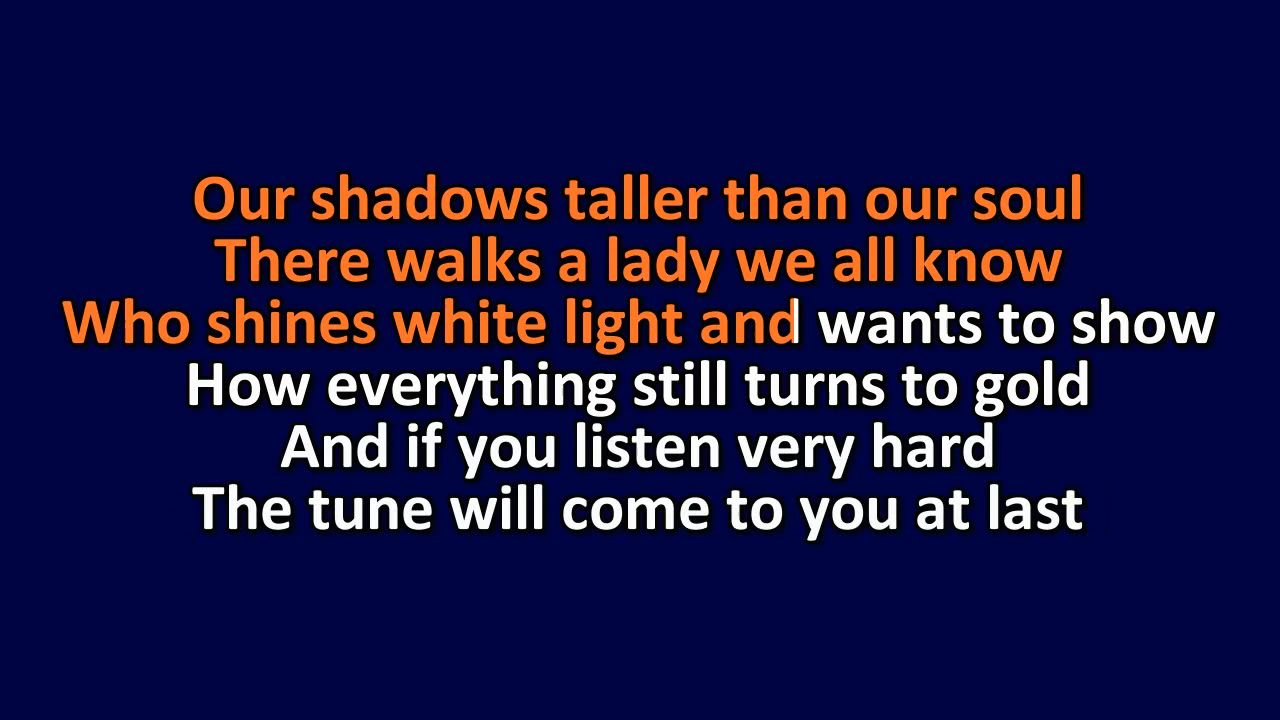 Our shadows taller than our soul
There walks a lady we all know
Who shines white light and wants to show
How everything still turns to gold
And if you listen very hard
The tune will come to you at last